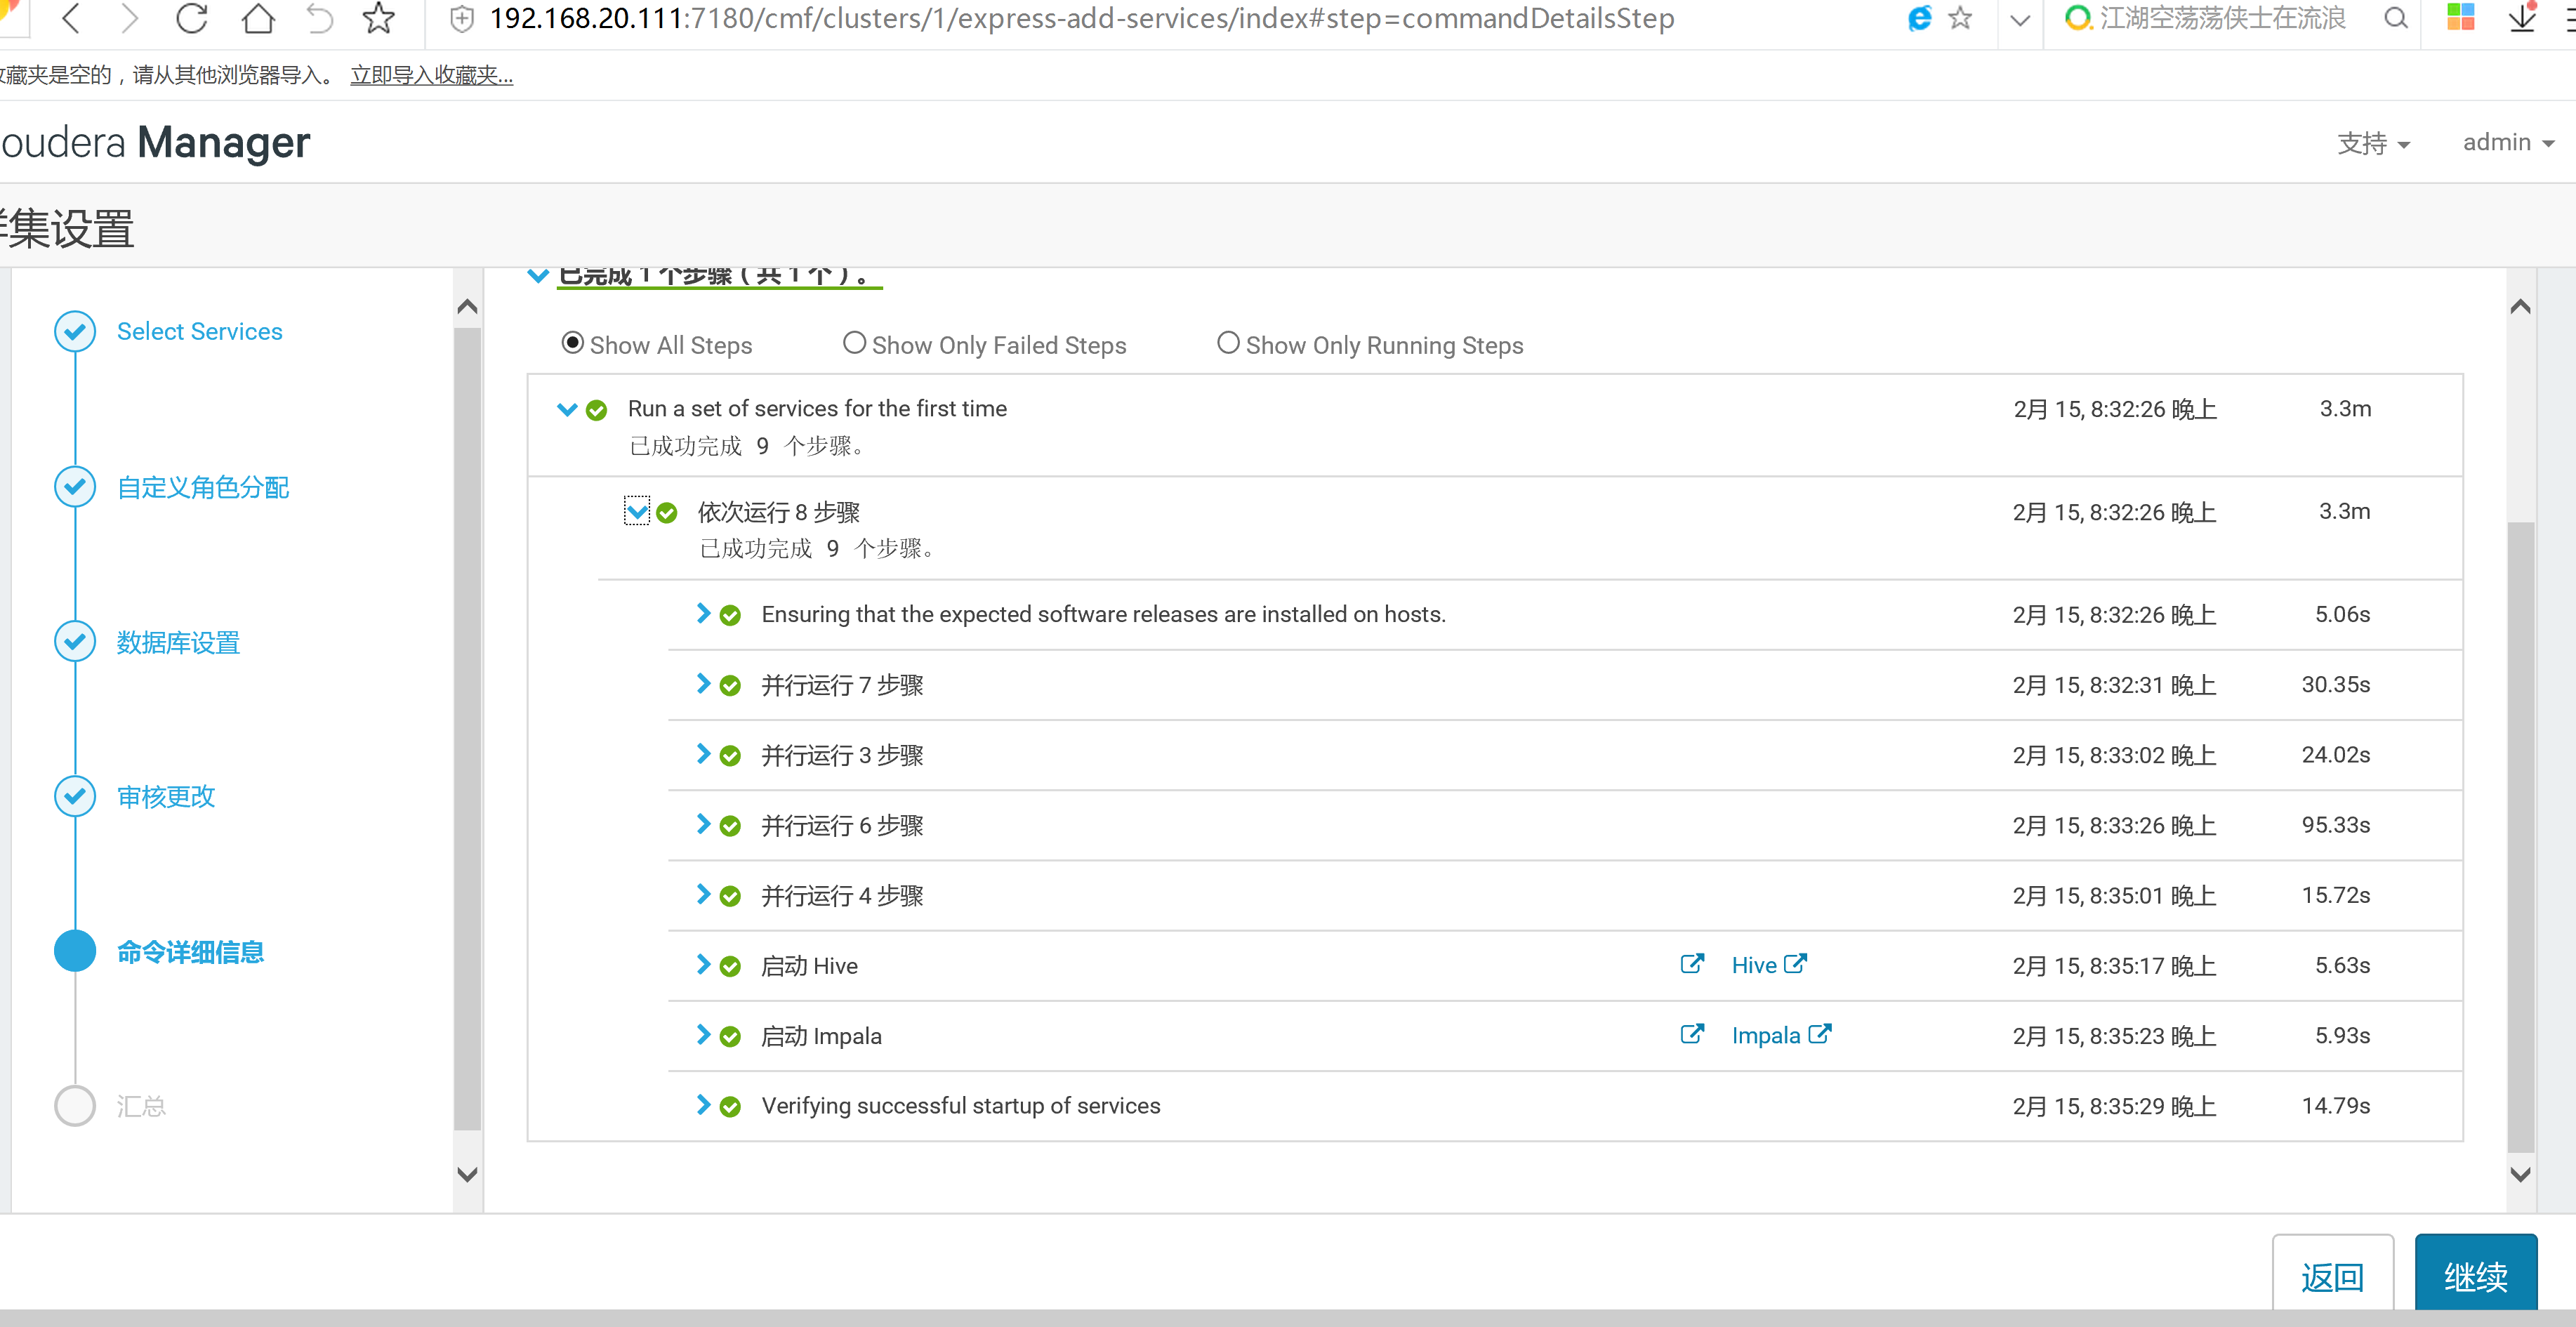 192.168.20.111:7180/cmf/clusters/1/express-add-services/index#step=commandDetailsStep
江湖空荡荡侠士在流浪
藏夹是空的，请从其他浏览器导入。 立即导入收藏夹...
oudera Manager
支持
admin
集设置
Select Services
自定义角色分配
数据库设置
审核更改
命令详细信息
汇总
已完成 1 个步骤（共 1 个）。
Show All Steps Show Only Failed Steps Show Only Running Steps
Run a set of services for the first time 2月 15, 8:32:26 晚上 3.3m
已成功完成 9 个步骤。
依次运行 8 步骤 2月 15, 8:32:26 晚上 3.3m
已成功完成 9 个步骤。
Ensuring that the expected software releases are installed on hosts. 2月 15, 8:32:26 晚上 5.06s
并行运行 7 步骤 2月 15, 8:32:31 晚上 30.35s
并行运行 3 步骤 2月 15, 8:33:02 晚上 24.02s
并行运行 6 步骤 2月 15, 8:33:26 晚上 95.33s
并行运行 4 步骤 2月 15, 8:35:01 晚上 15.72s
启动 Hive Hive 2月 15, 8:35:17 晚上 5.63s
启动 Impala Impala 2月 15, 8:35:23 晚上 5.93s
Verifying successful startup of services 2月 15, 8:35:29 晚上 14.79s
返回
继续